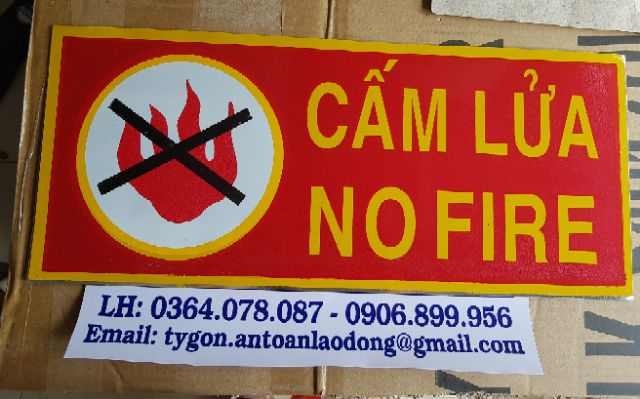 CẤM LỬA
NO FIRE
LH: 0364.078.087 - 0906.899.956
Email: tygon.antoanlaodong@gmail.com